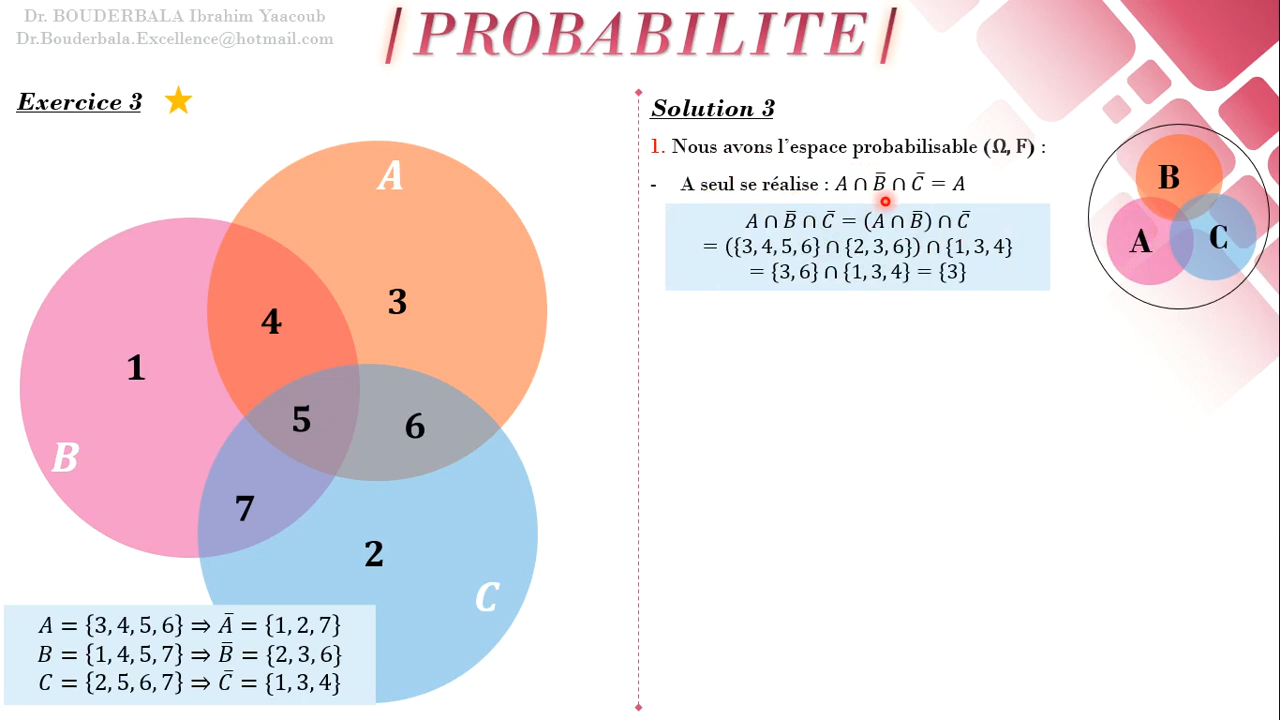 Dr. BOUDERBALA Ibrahim Yaacoub
Dr.Bouderbala.Excellence@hotmail.com
| PROBABILITE |
Exercice 3
A
3
4
1
5
6
B
7
2
C
A = {3, 4, 5, 6} ⇒ A̅ = {1, 2, 7}
B = {1, 4, 5, 7} ⇒ B̅ = {2, 3, 6}
C = {2, 5, 6, 7} ⇒ C̅ = {1, 3, 4}
Solution 3
1. Nous avons l’espace probabilisable (Ω, F) :
- A seul se réalise : A ∩ B̅ ∩ C̅ = A
A ∩ B̅ ∩ C̅ = (A ∩ B̅) ∩ C̅
= ({3, 4, 5, 6} ∩ {2, 3, 6}) ∩ {1, 3, 4}
= {3, 6} ∩ {1, 3, 4} = {3}
B
A
C